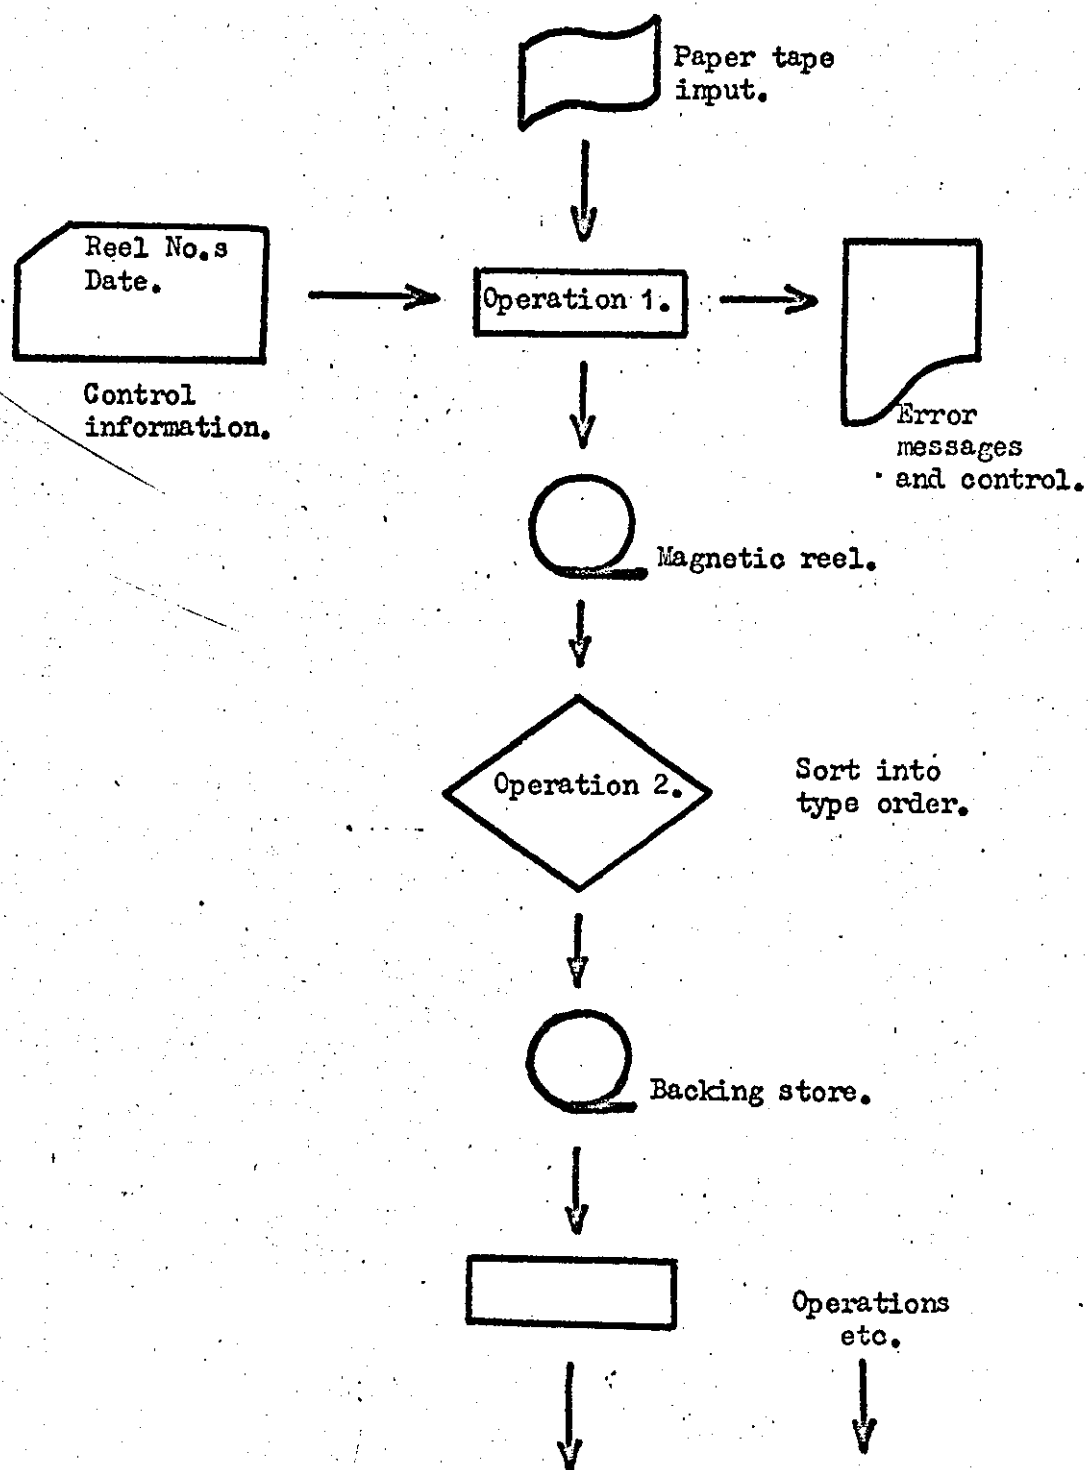 Paper tape
input.
Reel No.s
Date.
Operation 1.
Control
information.
Error
messages
and control.
Magnetic reel.
Operation 2.
Sort into
type order.
Backing store.
Operations
etc.